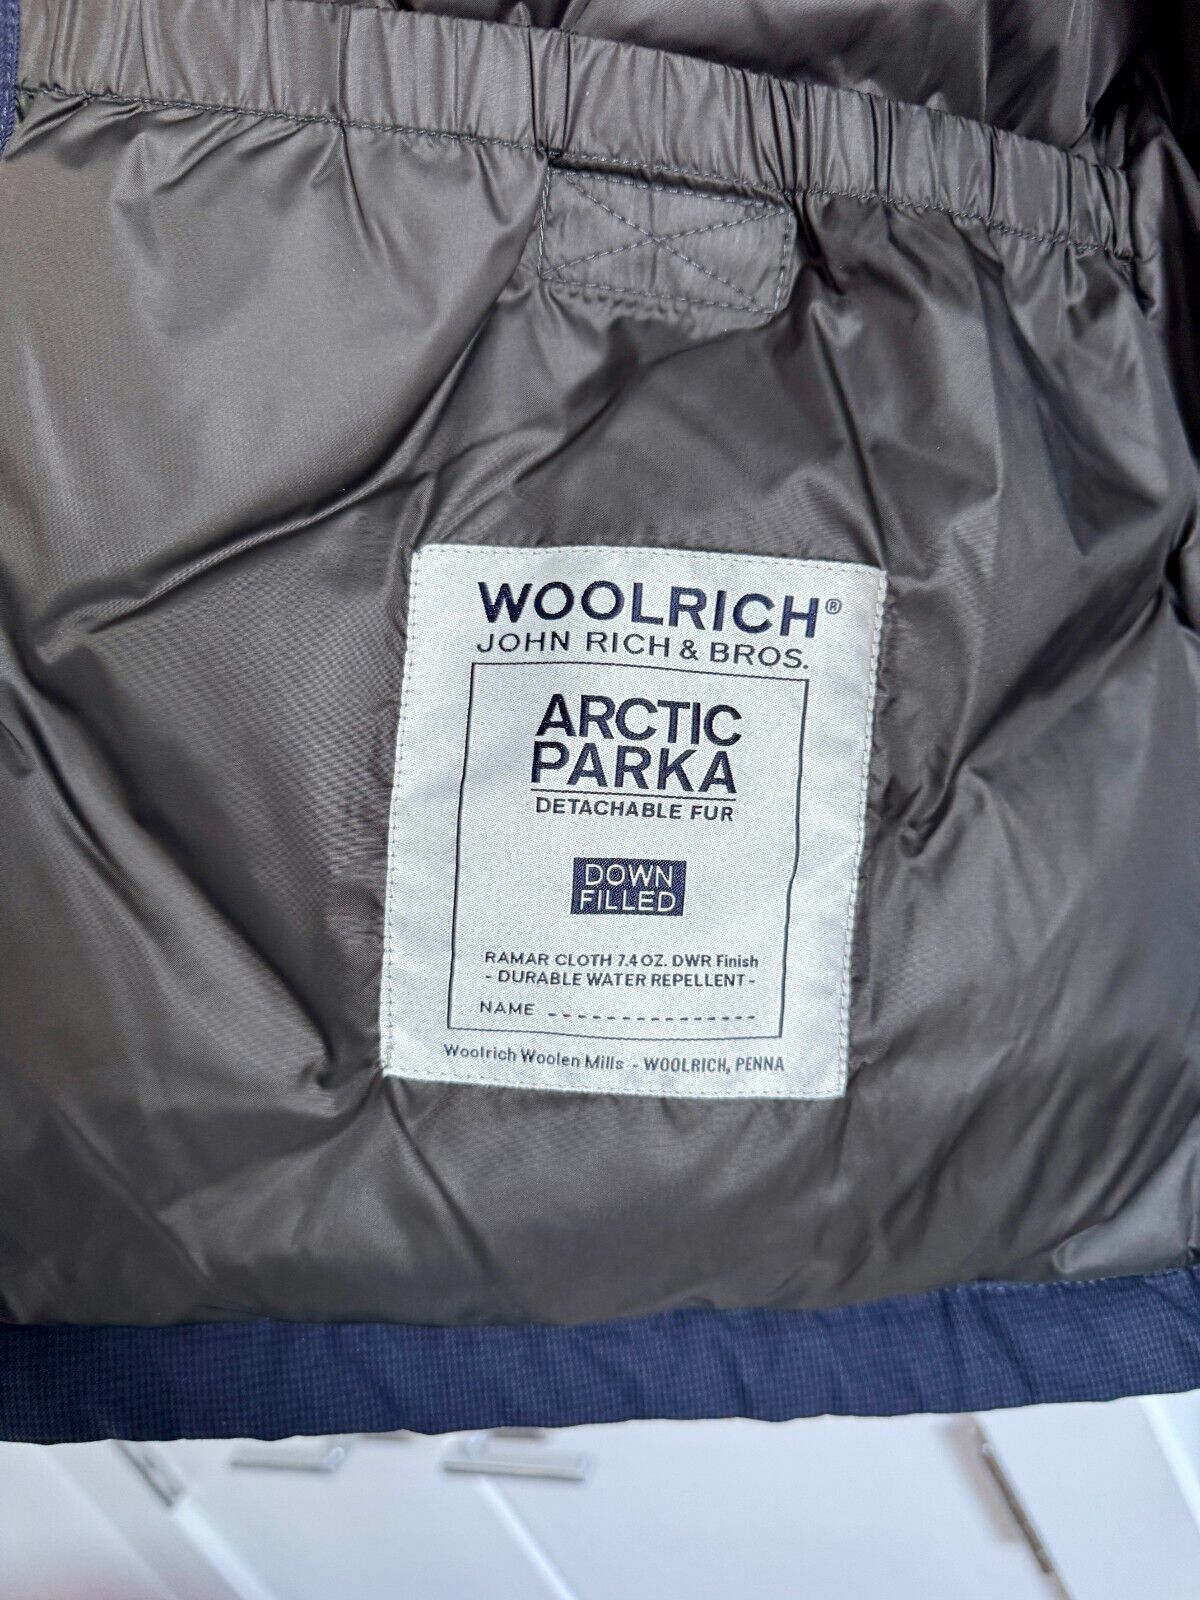 WOOLRICH®
JOHN RICH & BROS.
ARCTIC
PARKA
DETACHABLE FUR
DOWN
FILLED
RAMAR CLOTH 7.4 OZ. DWR Finish
- DURABLE WATER REPELLENT -
NAME _ _ _ _ _ _ _ _ _ _ _ _ _ _ _
Woolrich Woolen Mills - WOOLRICH, PENNA